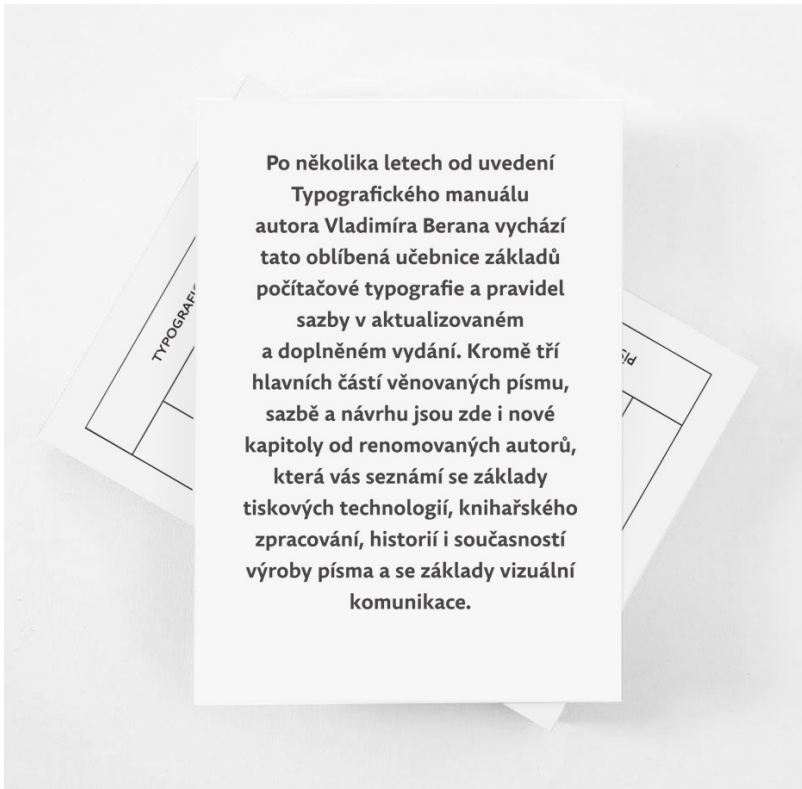 Po několika letech od uvedení
Typografického manuálu
autora Vladimíra Berana vychází
tato oblíbená učebnice základů
počítačové typografie a pravidel
sazby v aktualizovaném
a doplněném vydání. Kromě tří
hlavních částí věnovaných písmu,
sazbě a návrhu jsou zde i nové
kapitoly od renomovaných autorů,
která vás seznámí se základy
tiskových technologií, knihařského
zpracování, historií i současností
výroby písma a se základy vizuální
komunikace.